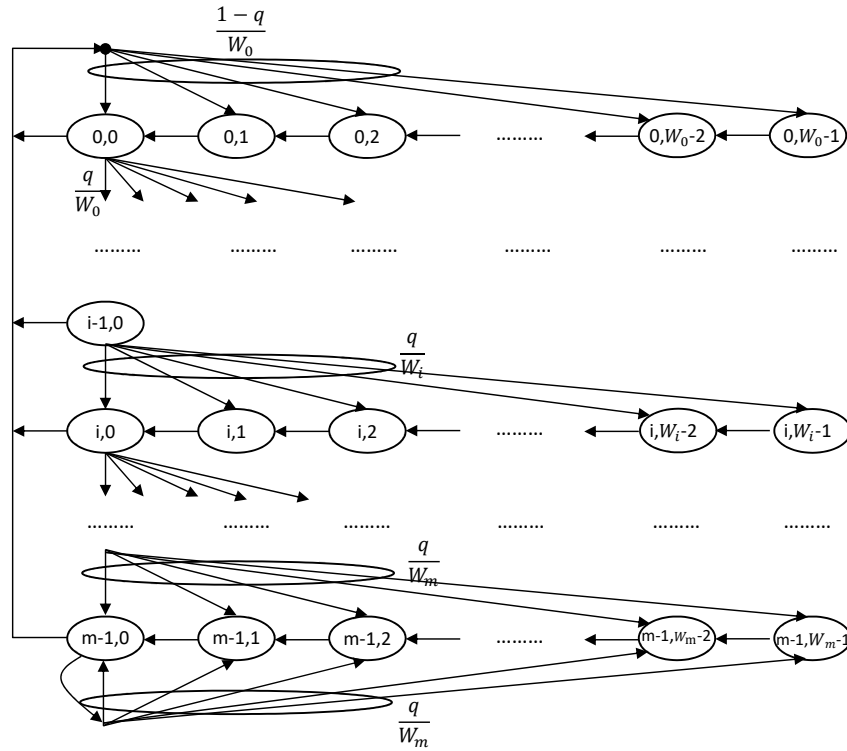 1 − q
W₀
0,0 0,1 0,2 ......... 0,W₀-2 0,W₀-1
q
W₀
......... ......... ......... ......... ......... .........
i-1,0
q
Wᵢ
i,0 i,1 i,2 ......... i,Wᵢ-2 i,Wᵢ-1
......... ......... ......... ......... ......... .........
q
Wₘ
m-1,0 m-1,1 m-1,2 ......... m-1,Wₘ-2 m-1,Wₘ-1
q
Wₘ